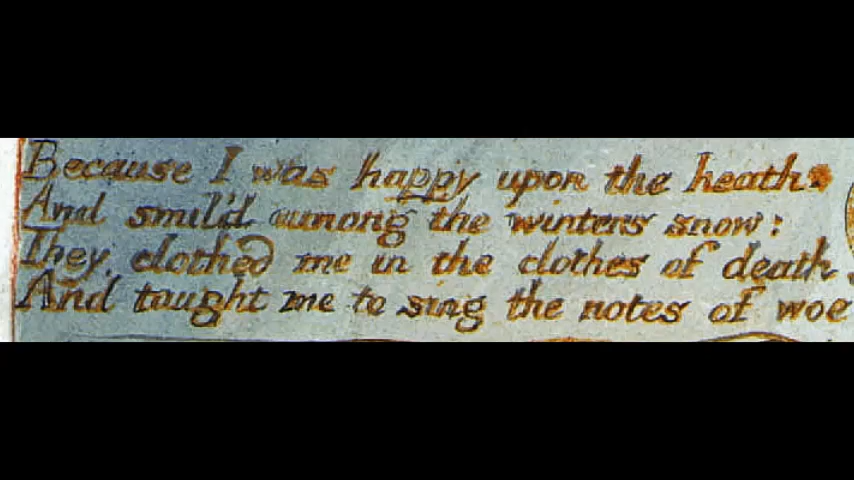 Because I was happy upon the heath.
And smil'd among the winters snow:
They clothed me in the clothes of death,
And taught me to sing the notes of woe